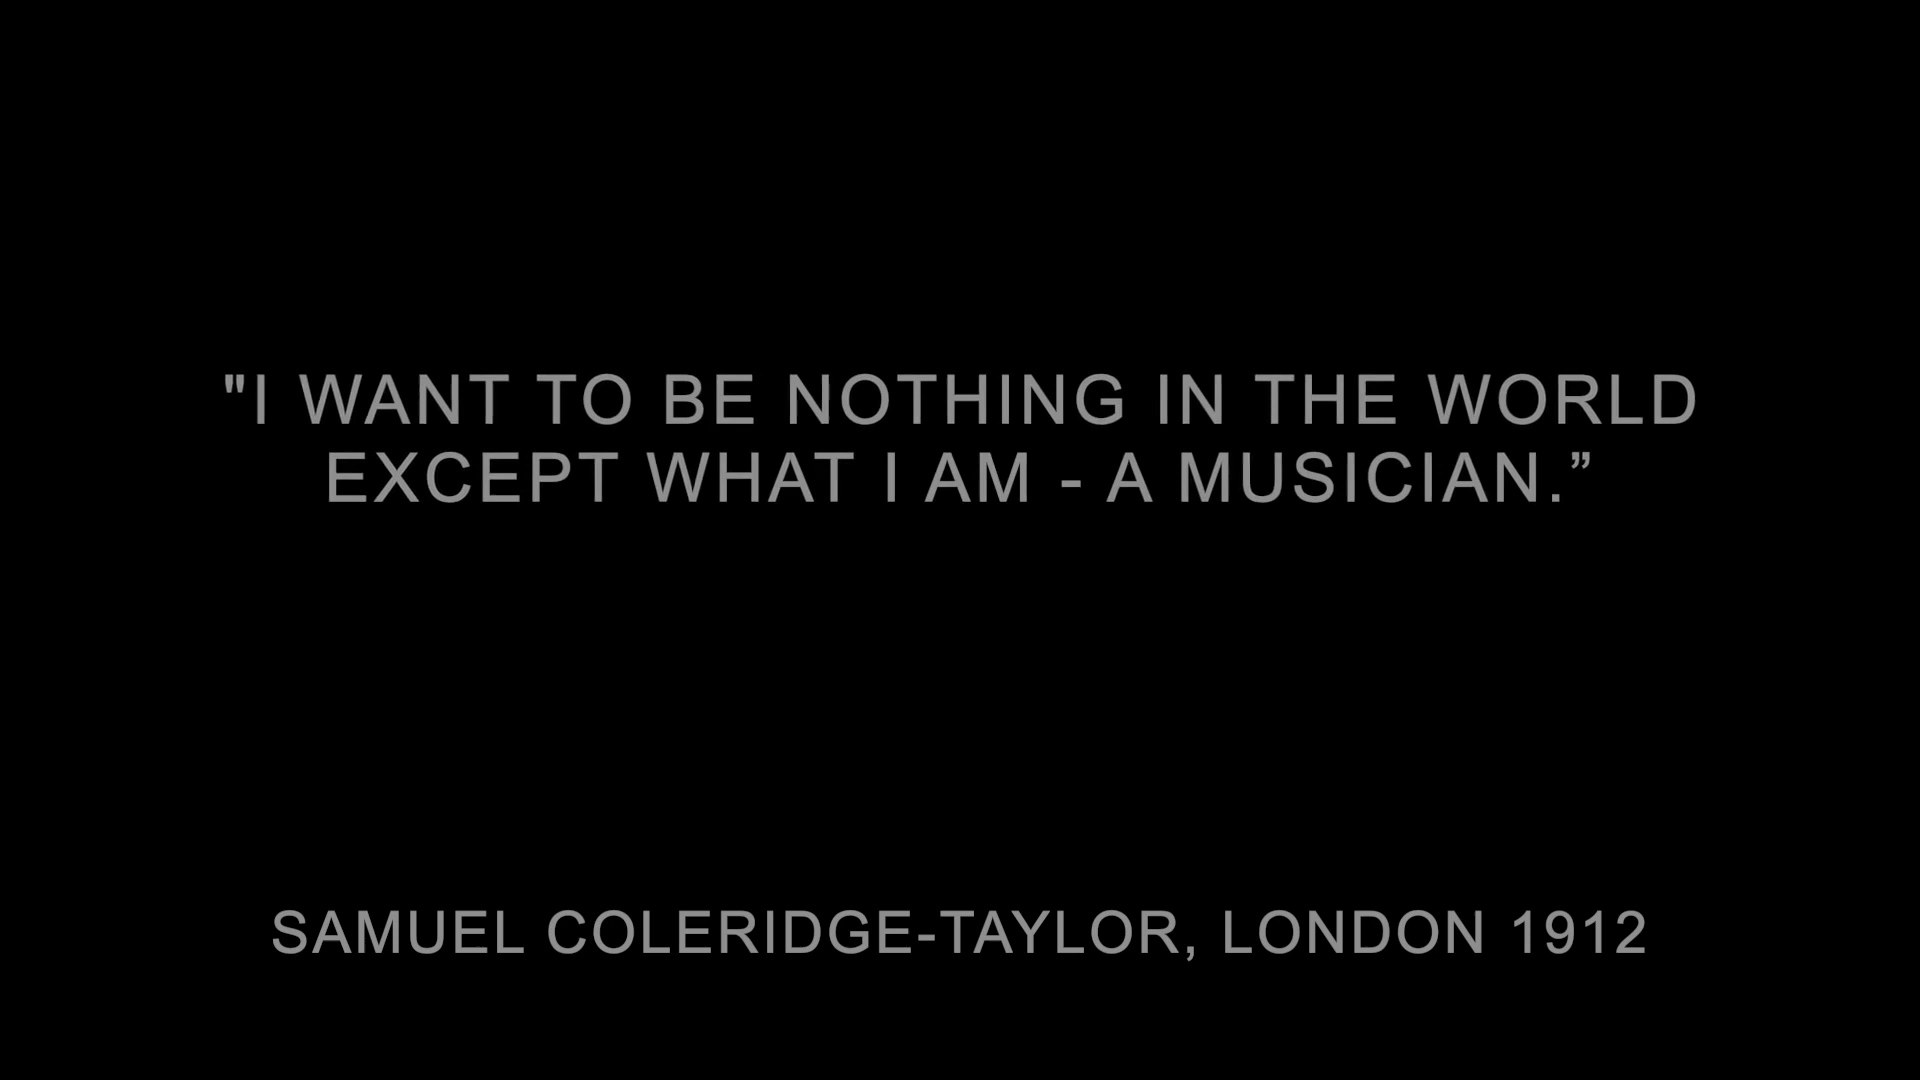 "I WANT TO BE NOTHING IN THE WORLD
EXCEPT WHAT I AM - A MUSICIAN.”
SAMUEL COLERIDGE-TAYLOR, LONDON 1912